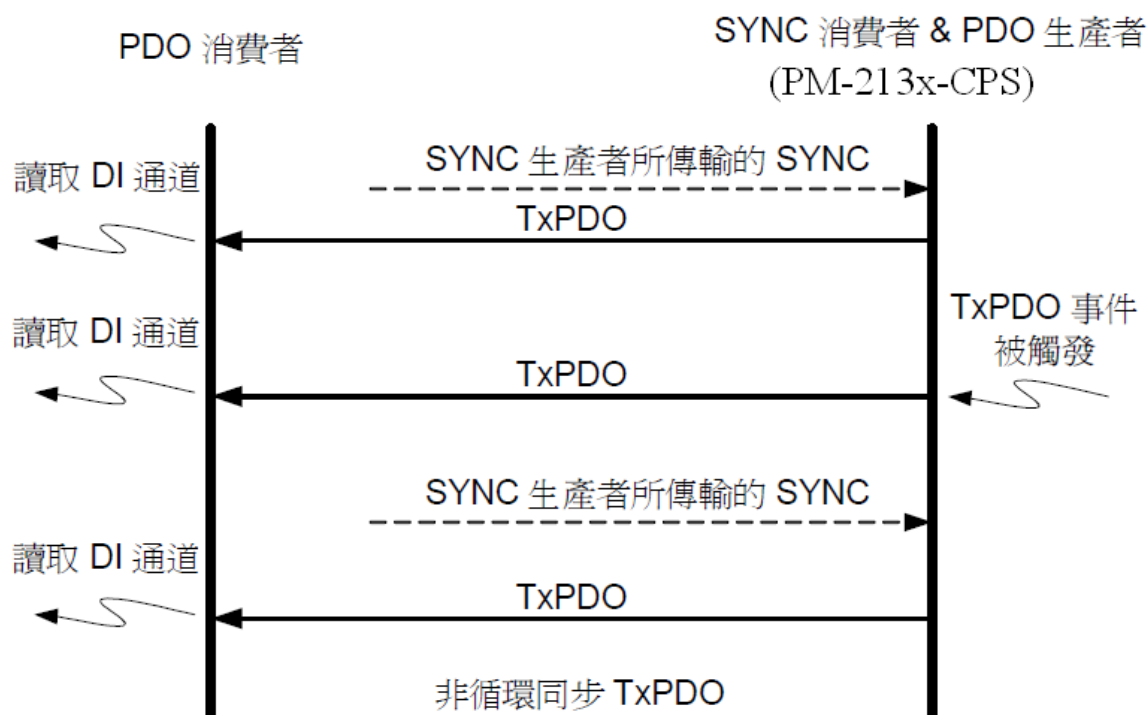 PDO 消費者
SYNC 消費者 & PDO 生產者
(PM-213x-CPS)
讀取 DI 通道
SYNC 生產者所傳輸的 SYNC
TxPDO
讀取 DI 通道
TxPDO
TxPDO 事件
被觸發
SYNC 生產者所傳輸的 SYNC
讀取 DI 通道
TxPDO
非循環同步 TxPDO